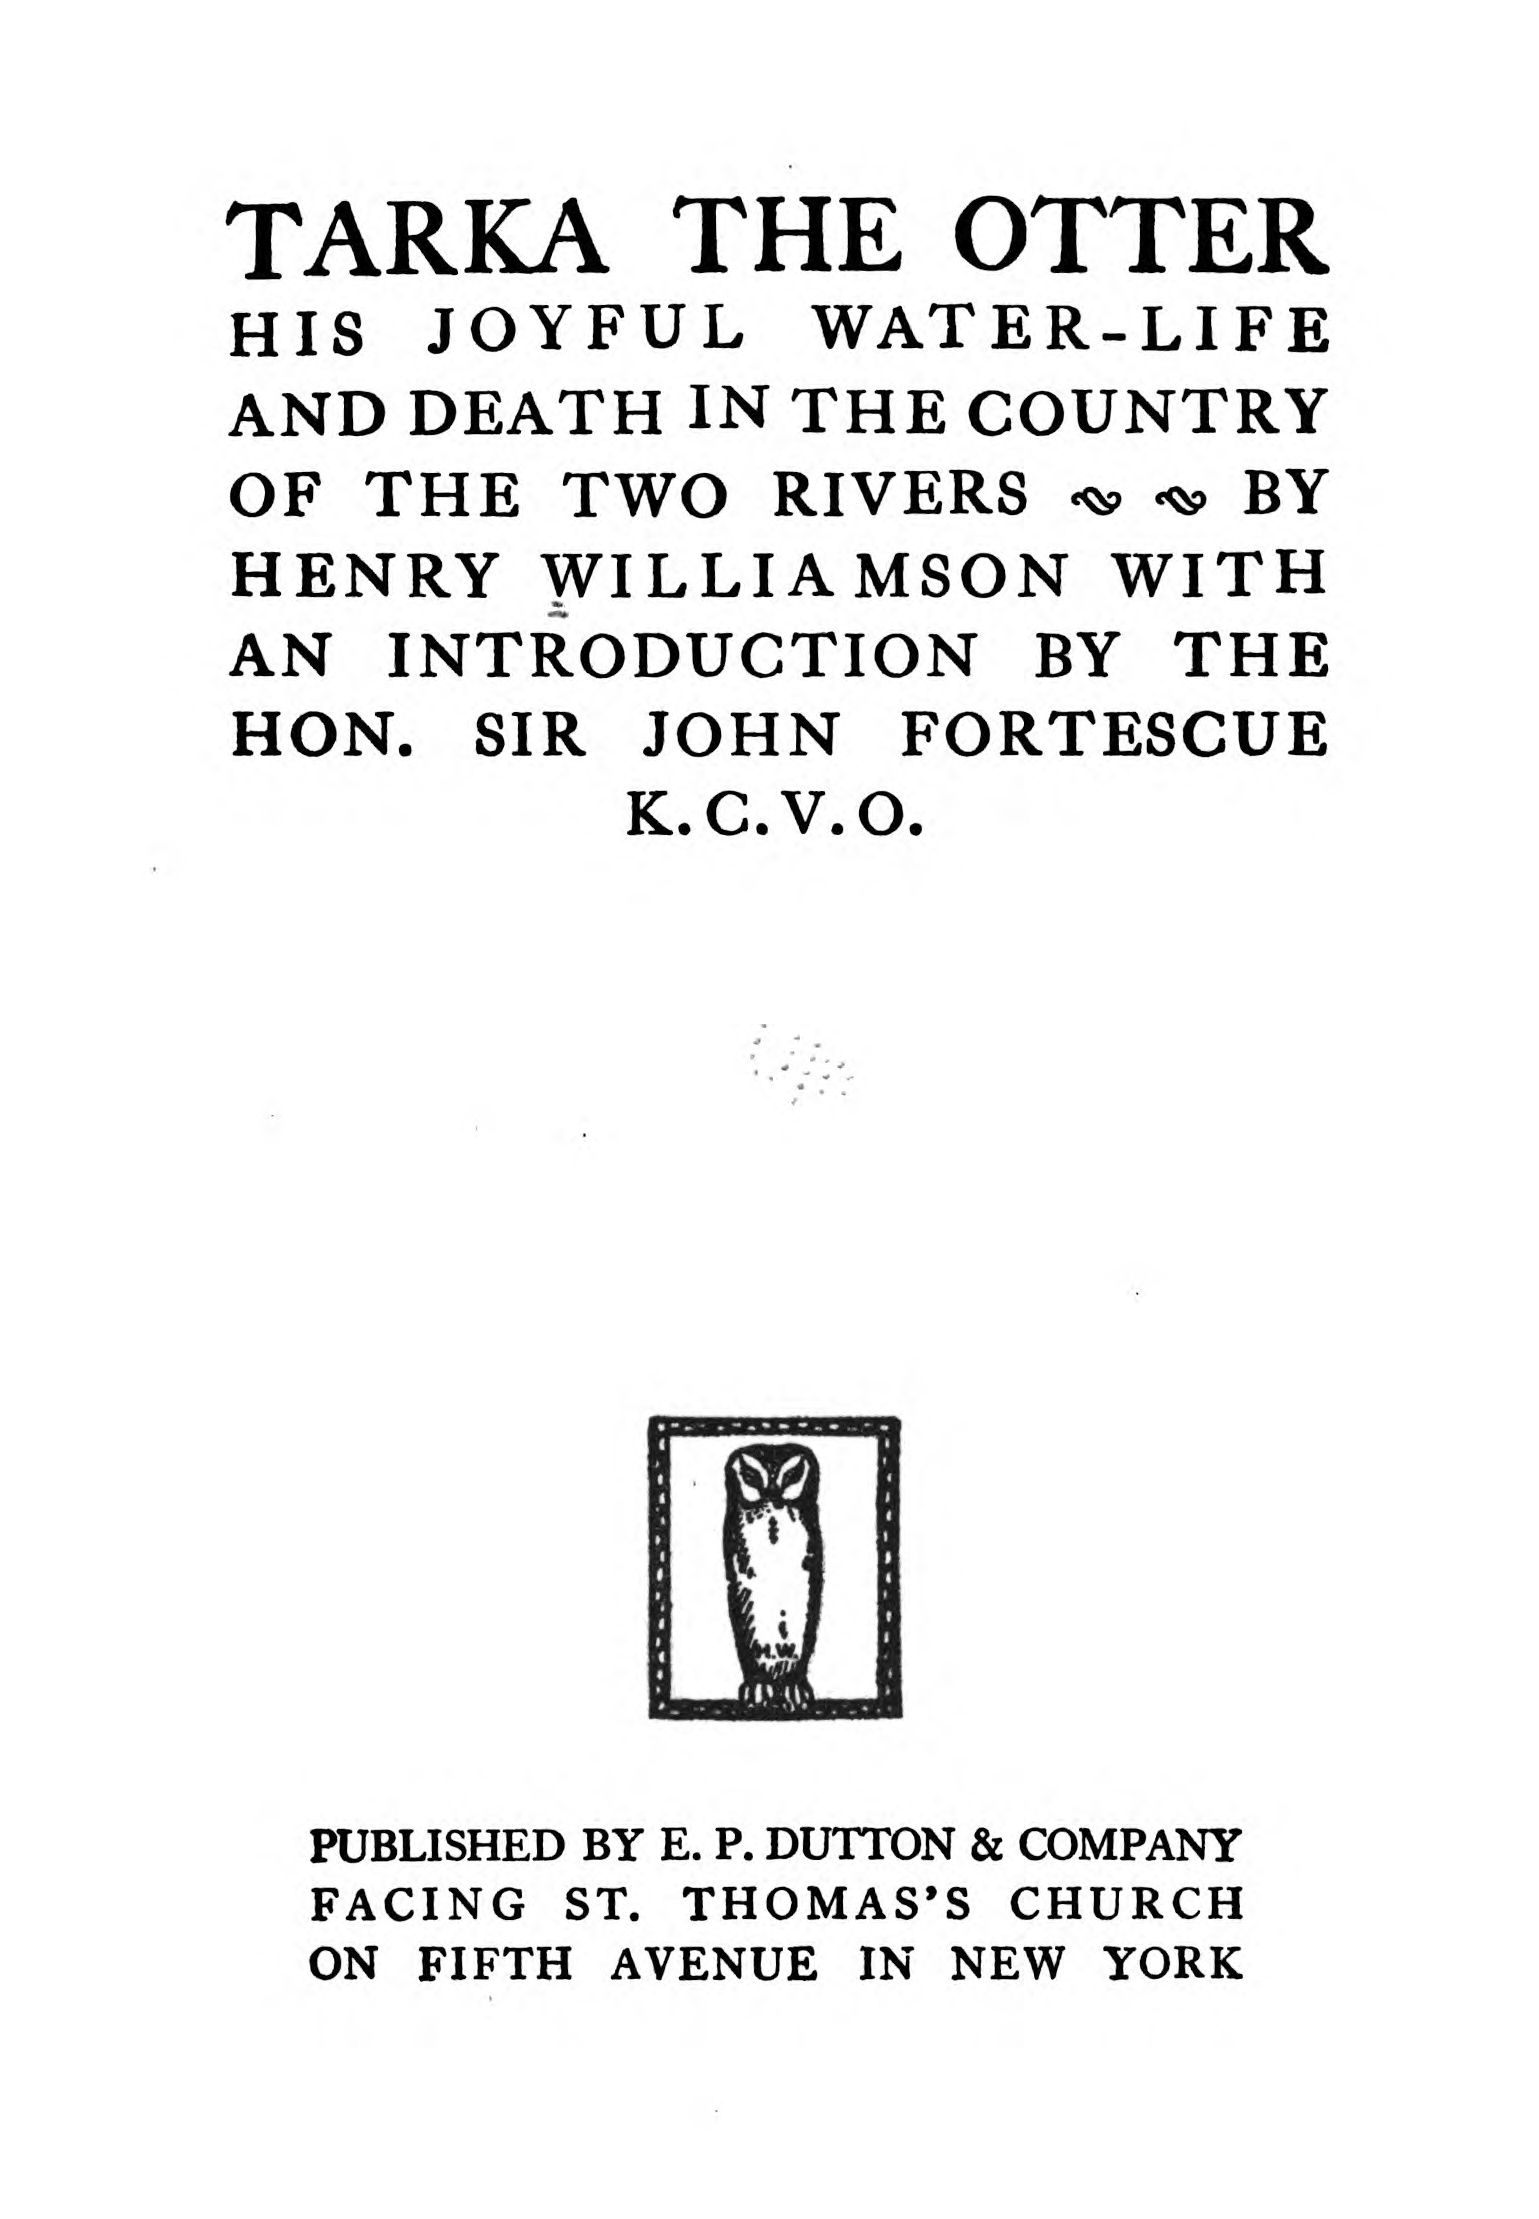 TARKA THE OTTER
HIS JOYFUL WATER-LIFE
AND DEATH IN THE COUNTRY
OF THE TWO RIVERS BY
HENRY WILLIAMSON WITH
AN INTRODUCTION BY THE
HON. SIR JOHN FORTESCUE
K.C.V.O.
H.W.
PUBLISHED BY E. P. DUTTON & COMPANY
FACING ST. THOMAS'S CHURCH
ON FIFTH AVENUE IN NEW YORK